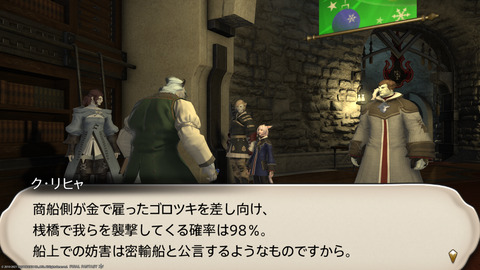 ク・リヒャ
商船側が金で雇ったゴロツキを差し向け、
桟橋で我らを襲撃してくる確率は98％。
船上での妨害は密輸船と公言するようなものですから。